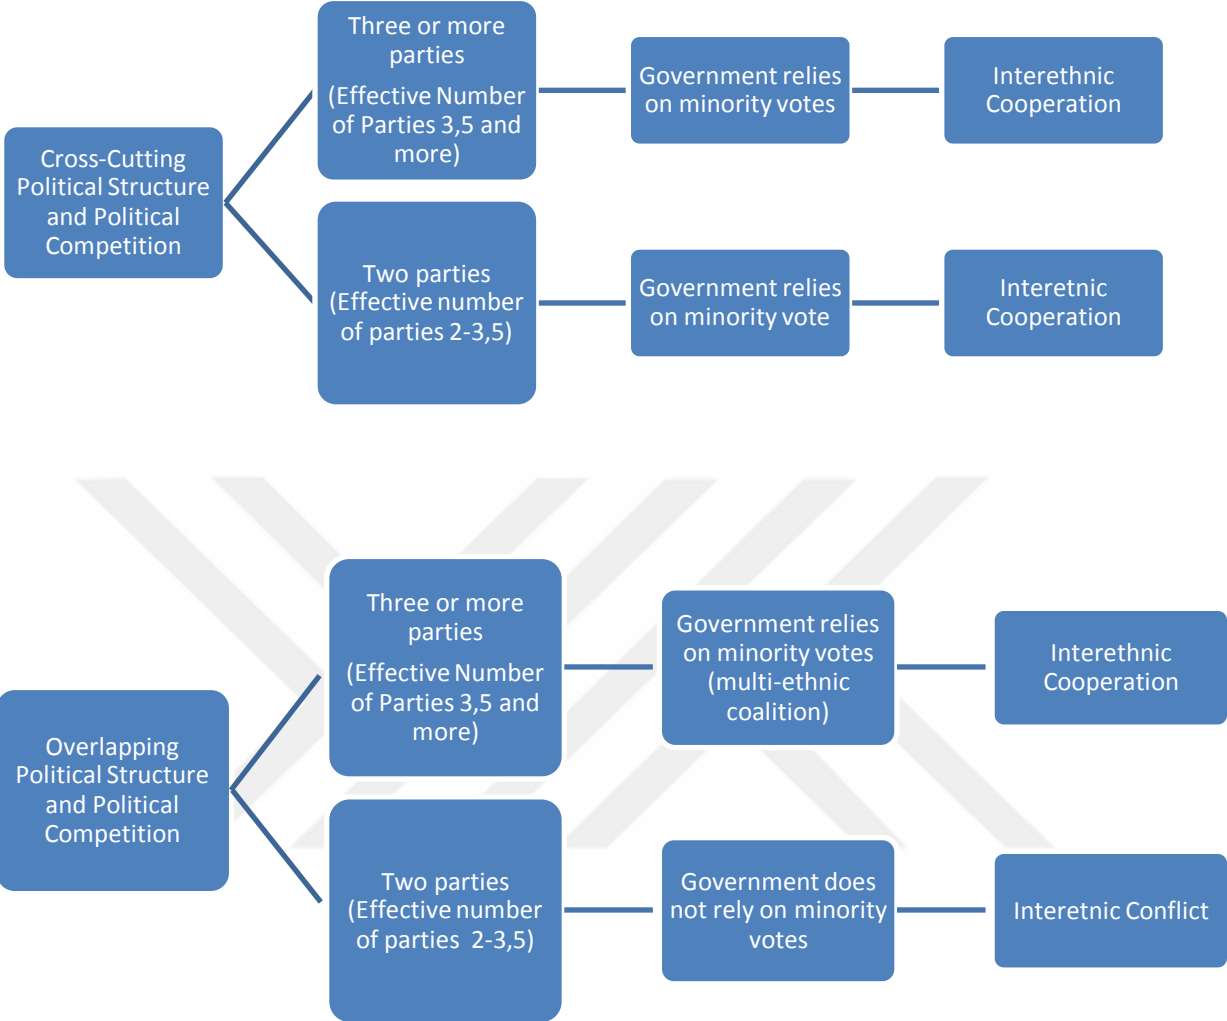 Cross-Cutting
Political Structure
and Political
Competition
Three or more
parties
(Effective Number
of Parties 3,5 and
more)
Government relies
on minority votes
Interethnic
Cooperation
Two parties
(Effective number
of parties 2-3,5)
Government relies
on minority vote
Interetnic
Cooperation
Overlapping
Political Structure
and Political
Competition
Three or more
parties
(Effective Number
of Parties 3,5 and
more)
Government relies
on minority votes
(multi-ethnic
coalition)
Interethnic
Cooperation
Two parties
(Effective number
of parties 2-3,5)
Government does
not rely on minority
votes
Interetnic Conflict